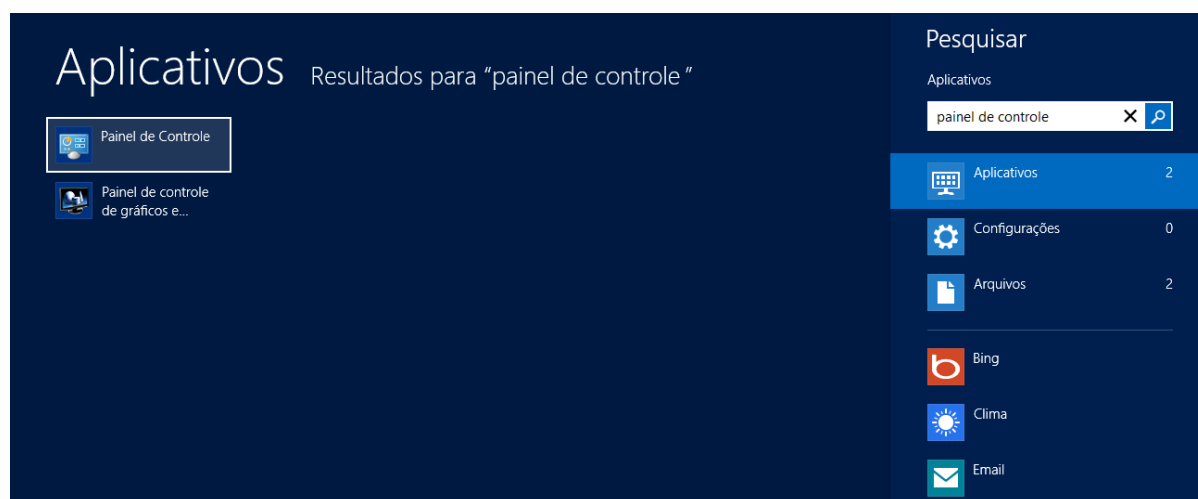 Aplicativos Resultados para “painel de controle ”
Painel de Controle
Painel de controle
de gráficos e...
Pesquisar
Aplicativos
painel de controle
Aplicativos 2
Configurações 0
Arquivos 2
Bing
Clima
Email